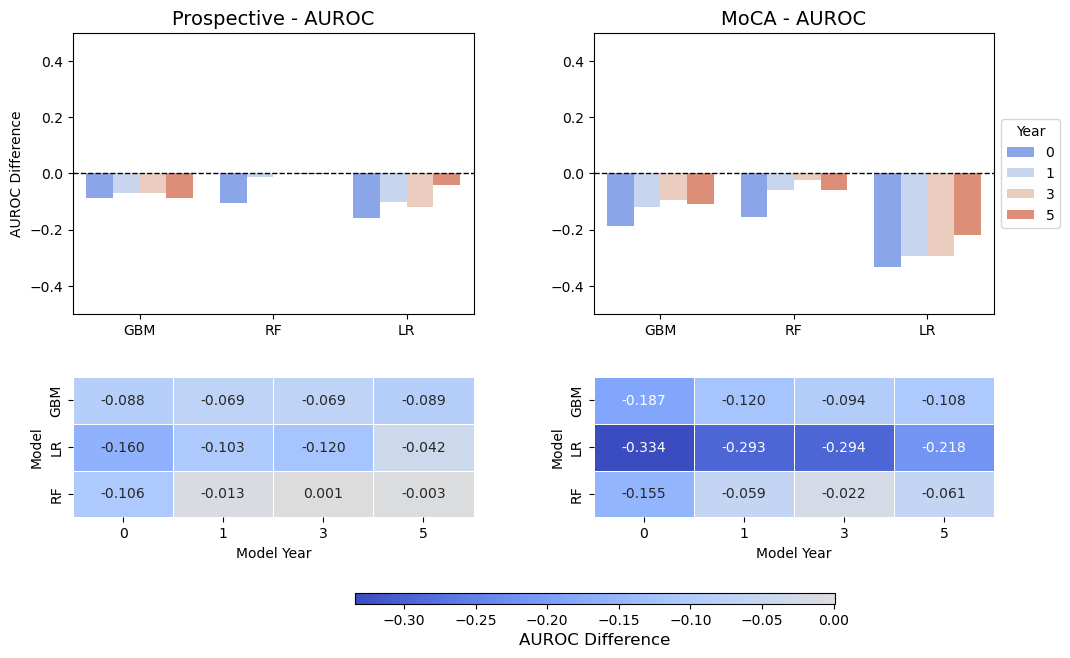 Prospective - AUROC
AUROC Difference
0.4
0.2
0.0
−0.2
−0.4
GBM RF LR
MoCA - AUROC
0.4
0.2
0.0
−0.2
−0.4
GBM RF LR
Year
0
1
3
5
Model
GBM -0.088 -0.069 -0.069 -0.089
LR -0.160 -0.103 -0.120 -0.042
RF -0.106 -0.013 0.001 -0.003
0 1 3 5
Model Year
Model
GBM -0.187 -0.120 -0.094 -0.108
LR -0.334 -0.293 -0.294 -0.218
RF -0.155 -0.059 -0.022 -0.061
0 1 3 5
Model Year
−0.30 −0.25 −0.20 −0.15 −0.10 −0.05 0.00
AUROC Difference